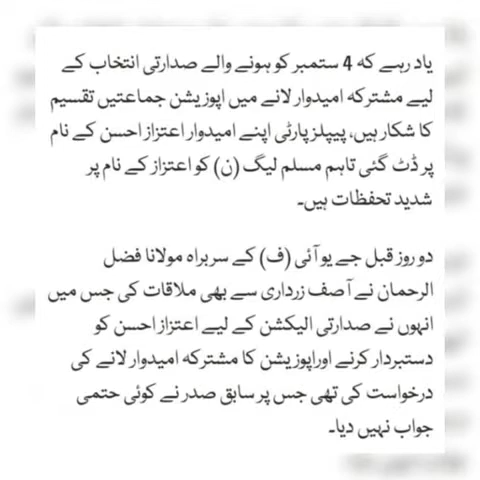 یاد رہے کہ 4 ستمبر کو ہونے والے صدارتی انتخاب کے
لیے مشترکہ امیدوار لانے میں اپوزیشن جماعتیں تقسیم
کا شکار ہیں، پیپلز پارٹی اپنے امیدوار اعتزاز احسن کے نام
پر ڈٹ گئی تاہم مسلم لیگ (ن) کو اعتزاز کے نام پر
شدید تحفظات ہیں۔
دو روز قبل جے یو آئی (ف) کے سربراہ مولانا فضل
الرحمان نے آصف زرداری سے بھی ملاقات کی جس میں
انہوں نے صدارتی الیکشن کے لیے اعتزاز احسن کو
دستبردار کرنے اوراپوزیشن کا مشترکہ امیدوار لانے کی
درخواست کی تھی جس پر سابق صدر نے کوئی حتمی
جواب نہیں دیا۔